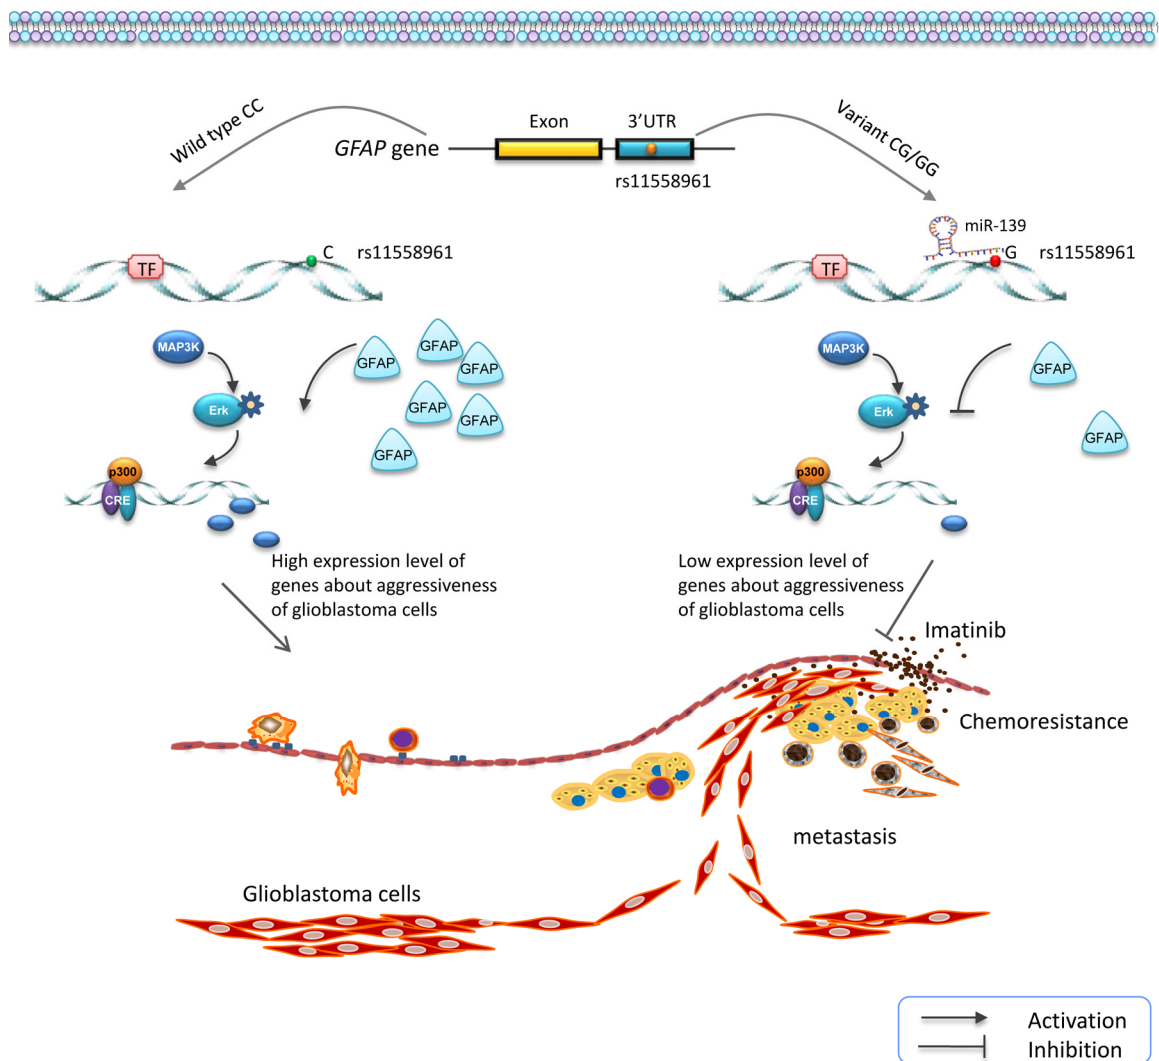 Wild type CC
GFAP gene
Exon
3'UTR
rs11558961
Variant CG/GG
TF
C
rs11558961
miR-139
TF
G
rs11558961
MAP3K
Erk
GFAP
GFAP
GFAP
GFAP
GFAP
GFAP
MAP3K
Erk
GFAP
GFAP
p300
CRE
p300
CRE
High expression level of
genes about aggressiveness
of glioblastoma cells
Low expression level of
genes about aggressiveness
of glioblastoma cells
Imatinib
Chemoresistance
metastasis
Glioblastoma cells
Activation
Inhibition